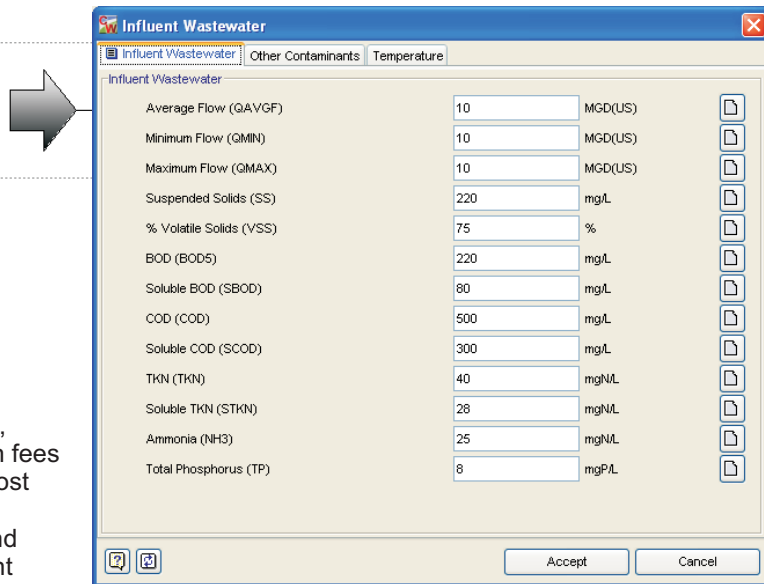 Influent Wastewater
Influent Wastewater Other Contaminants Temperature
Influent Wastewater
Average Flow (QAVGF) 10 MGD(US)
Minimum Flow (QMIN) 10 MGD(US)
Maximum Flow (QMAX) 10 MGD(US)
Suspended Solids (SS) 220 mg/L
% Volatile Solids (VSS) 75 %
BOD (BOD5) 220 mg/L
Soluble BOD (SBOD) 80 mg/L
COD (COD) 500 mg/L
Soluble COD (SCOD) 300 mg/L
TKN (TKN) 40 mgN/L
Soluble TKN (STKN) 28 mgN/L
Ammonia (NH3) 25 mgN/L
Total Phosphorus (TP) 8 mgP/L
Accept Cancel
,
fees